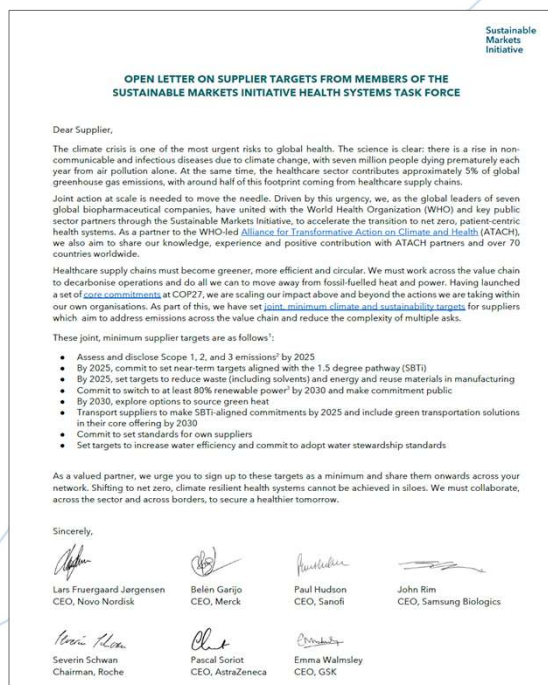 Sustainable
Markets
Initiative
OPEN LETTER ON SUPPLIER TARGETS FROM MEMBERS OF THE
SUSTAINABLE MARKETS INITIATIVE HEALTH SYSTEMS TASK FORCE
Dear Supplier,
The climate crisis is one of the most urgent risks to global health. The science is clear: there is a rise in non-
communicable and infectious diseases due to climate change, with seven million people dying prematurely each
year from air pollution alone. At the same time, the healthcare sector contributes approximately 5% of global
greenhouse gas emissions, with around half of this footprint coming from healthcare supply chains.
Joint action at scale is needed to move the needle. Driven by this urgency, we, as the global leaders of seven
global biopharmaceutical companies, have united with the World Health Organization (WHO) and key public
sector partners through the Sustainable Markets Initiative, to accelerate the transition to net zero, patient-centric
health systems. As a partner to the WHO-led Alliance for Transformative Action on Climate and Health (ATACH),
we also aim to share our knowledge, experience and positive contribution with ATACH partners and over 70
countries worldwide.
Healthcare supply chains must become greener, more efficient and circular. We must work across the value chain
to decarbonise operations and do all we can to move away from fossil-fuelled heat and power. Having launched
a set of core commitments at COP27, we are scaling our impact above and beyond the actions we are taking within
our own organisations. As part of this, we have set joint, minimum climate and sustainability targets for suppliers
which aim to address emissions across the value chain and reduce the complexity of multiple asks.
These joint, minimum supplier targets are as follows¹:
• Assess and disclose Scope 1, 2, and 3 emissions² by 2025
• By 2025, commit to set near-term targets aligned with the 1.5 degree pathway (SBTi)
• By 2025, set targets to reduce waste (including solvents) and energy and reuse materials in manufacturing
• Commit to switch to at least 80% renewable power³ by 2030 and make commitment public
• By 2030, explore options to source green heat
• Transport suppliers to make SBTi-aligned commitments by 2025 and include green transportation solutions
in their core offering by 2030
• Commit to set standards for own suppliers
• Set targets to increase water efficiency and commit to adopt water stewardship standards
As a valued partner, we urge you to sign up to these targets as a minimum and share them onwards across your
network. Shifting to net zero, climate resilient health systems cannot be achieved in siloes. We must collaborate,
across the sector and across borders, to secure a healthier tomorrow.
Sincerely,
Lars Fruergaard Jørgensen
CEO, Novo Nordisk
Belén Garijo
CEO, Merck
Paul Hudson
CEO, Sanofi
John Rim
CEO, Samsung Biologics
Severin Schwan
Chairman, Roche
Pascal Soriot
CEO, AstraZeneca
Emma Walmsley
CEO, GSK